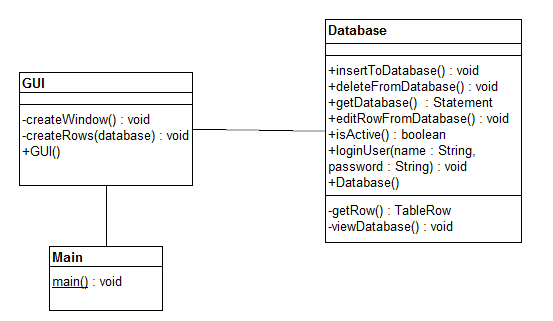 GUI
-createWindow() : void
-createRows(database) : void
+GUI()
Database
+insertToDatabase() : void
+deleteFromDatabase() : void
+getDatabase()  : Statement
+editRowFromDatabase() : void
+isActive() : boolean
+loginUser(name : String,
password : String) : void
+Database()
-getRow() : TableRow
-viewDatabase() : void
Main
main() : void